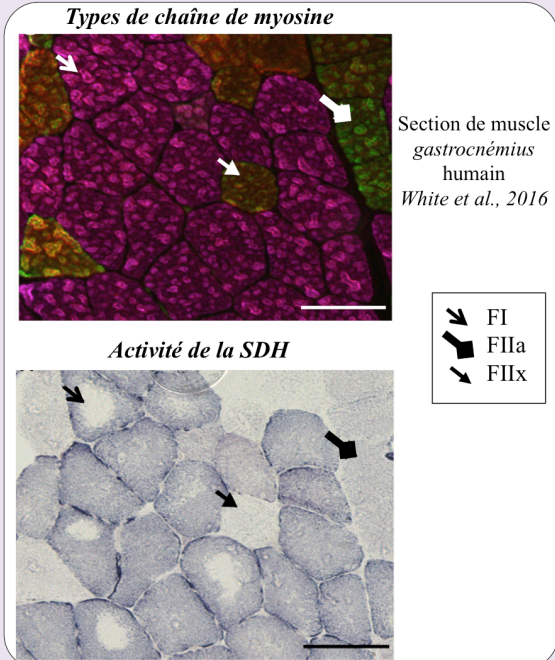 Types de chaîne de myosine
Section de muscle
gastrocnémius
humain
White et al., 2016
Activité de la SDH
FI
FIIa
FIIx